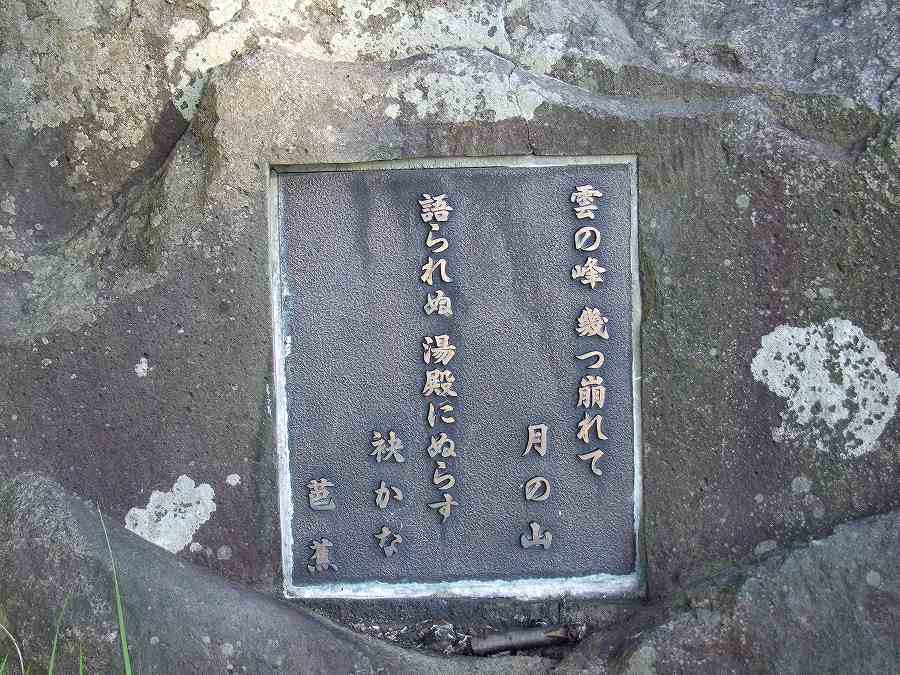 雲の峰 幾つ崩れて
月の山
語られぬ 湯殿にぬらす
袂かな
芭蕉